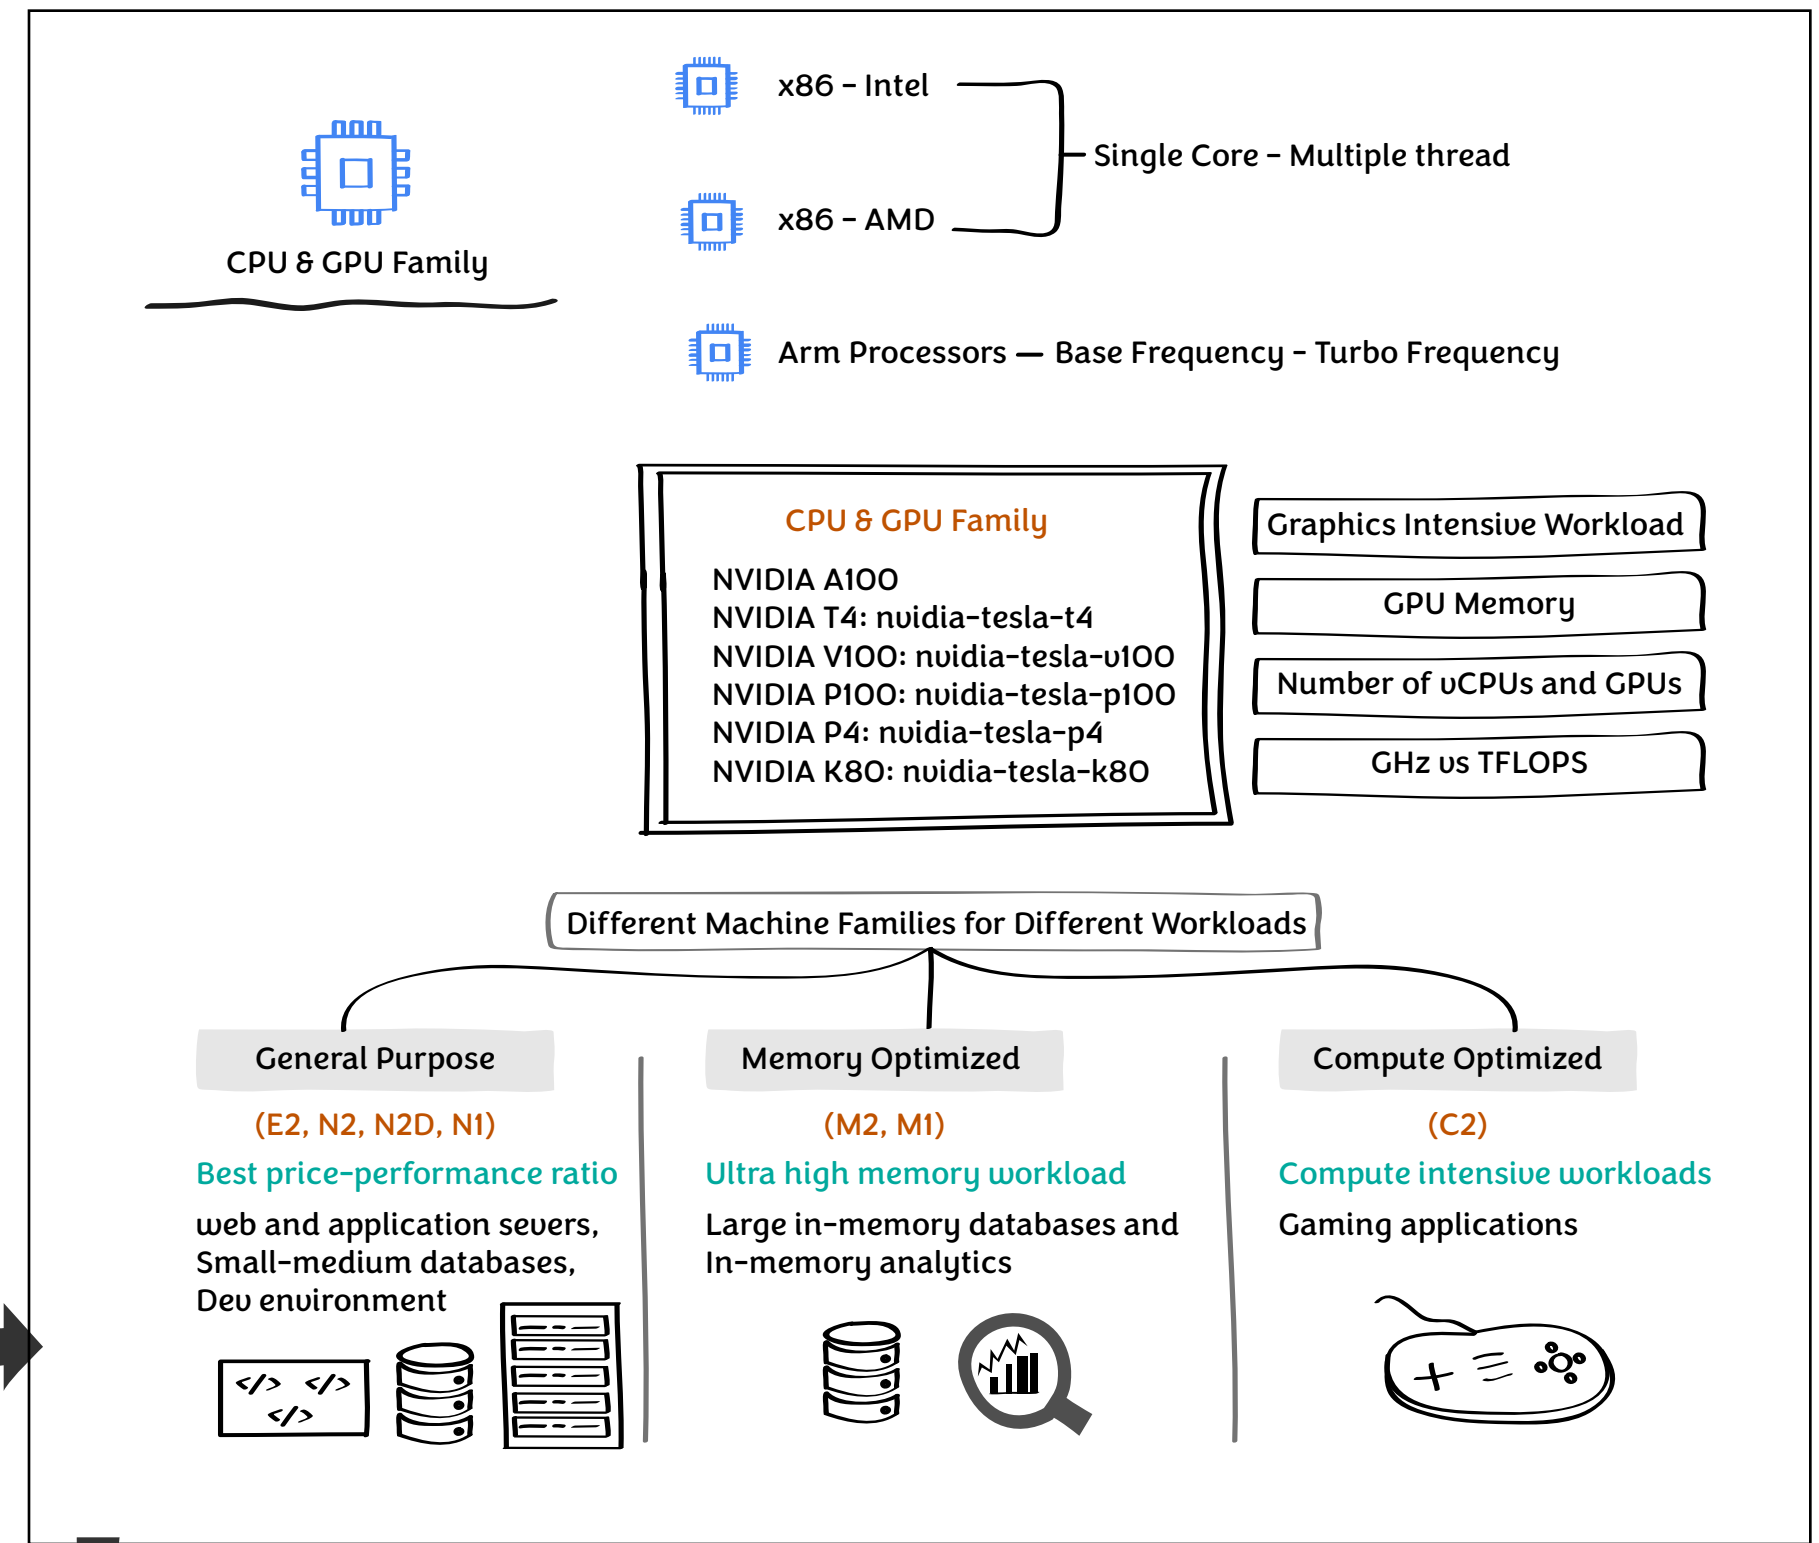 CPU & GPU Family
x86 - Intel
x86 - AMD
Single Core - Multiple thread
Arm Processors — Base Frequency - Turbo Frequency
CPU & GPU Family
NVIDIA A100
NVIDIA T4: nvidia-tesla-t4
NVIDIA V100: nvidia-tesla-v100
NVIDIA P100: nvidia-tesla-p100
NVIDIA P4: nvidia-tesla-p4
NVIDIA K80: nvidia-tesla-k80
Graphics Intensive Workload
GPU Memory
Number of vCPUs and GPUs
GHz vs TFLOPS
Different Machine Families for Different Workloads
General Purpose
(E2, N2, N2D, N1)
Best price-performance ratio
web and application severs,
Small-medium databases,
Dev environment
</> </>
</>
Memory Optimized
(M2, M1)
Ultra high memory workload
Large in-memory databases and
In-memory analytics
Compute Optimized
(C2)
Compute intensive workloads
Gaming applications